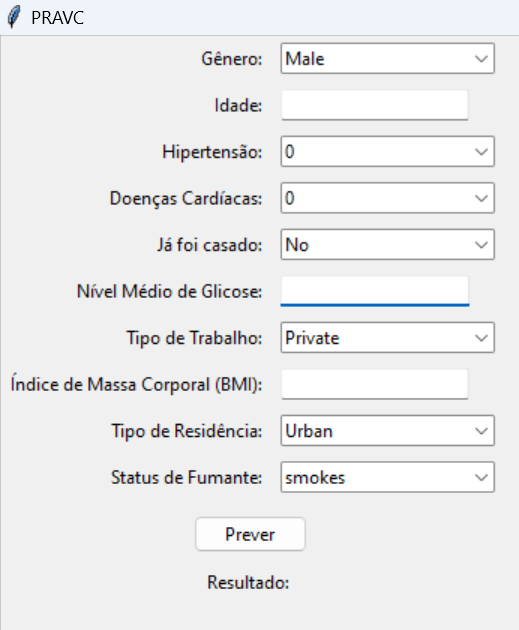 PRAVC
Gênero: Male
Idade:
Hipertensão: 0
Doenças Cardíacas: 0
Já foi casado: No
Nível Médio de Glicose:
Tipo de Trabalho: Private
Índice de Massa Corporal (BMI):
Tipo de Residência: Urban
Status de Fumante: smokes
Prever
Resultado: